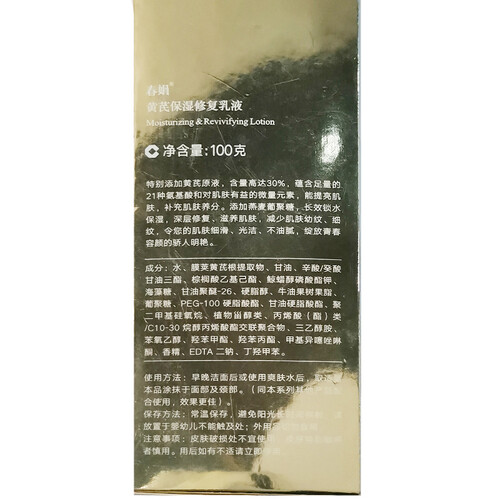 春娟®
黄芪保湿修复乳液
Moisturizing & Revivifying Lotion
净含量:100克
特别添加黄芪原液,含量高达30%,蕴含足量的
21种氨基酸和对肌肤有益的微量元素,能提亮肌
肤,补充肌肤养分。添加燕麦葡聚糖,长效锁水
保湿,深层修复、滋养肌肤,减少肌肤幼纹、细
纹,令您的肌肤细滑、光洁、不油腻,绽放青春
容颜的骄人明艳。
成分:水、膜荚黄芪根提取物、甘油、辛酸/癸酸
甘油三酯、棕榈酸乙基己酯、鲸蜡醇磷酸酯钾、
海藻糖、甘油聚醚-26、硬脂醇、牛油果树果脂、
葡聚糖、PEG-100 硬脂酸酯、甘油硬脂酸酯、聚
二甲基硅氧烷、植物甾醇类、丙烯酸(酯)类
/C10-30 烷醇丙烯酸酯交联聚合物、三乙醇胺、
苯氧乙醇、羟苯甲酯、羟苯丙酯、甲基异噻唑啉
酮、香精、EDTA 二钠、丁羟甲苯。
使用方法:早晚洁面后或使用爽肤水后,取
本品涂抹于面部及颈部。(同本系列其
合使用,效果更佳)
保存方法:常温保存,避免阳光
放置于婴幼儿不能触及处;外用
注意事项:皮肤破损处不宜使用
者慎用。用后如有不适请立即